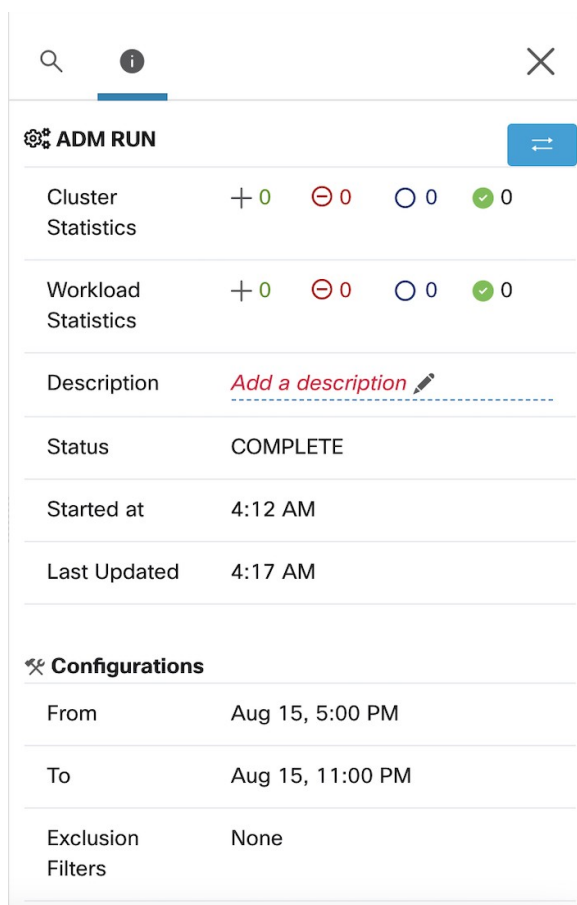 ADM RUN
Cluster Statistics 0 0 0 0
Workload Statistics 0 0 0 0
Description Add a description
Status COMPLETE
Started at 4:12 AM
Last Updated 4:17 AM
Configurations
From Aug 15, 5:00 PM
To Aug 15, 11:00 PM
Exclusion Filters None